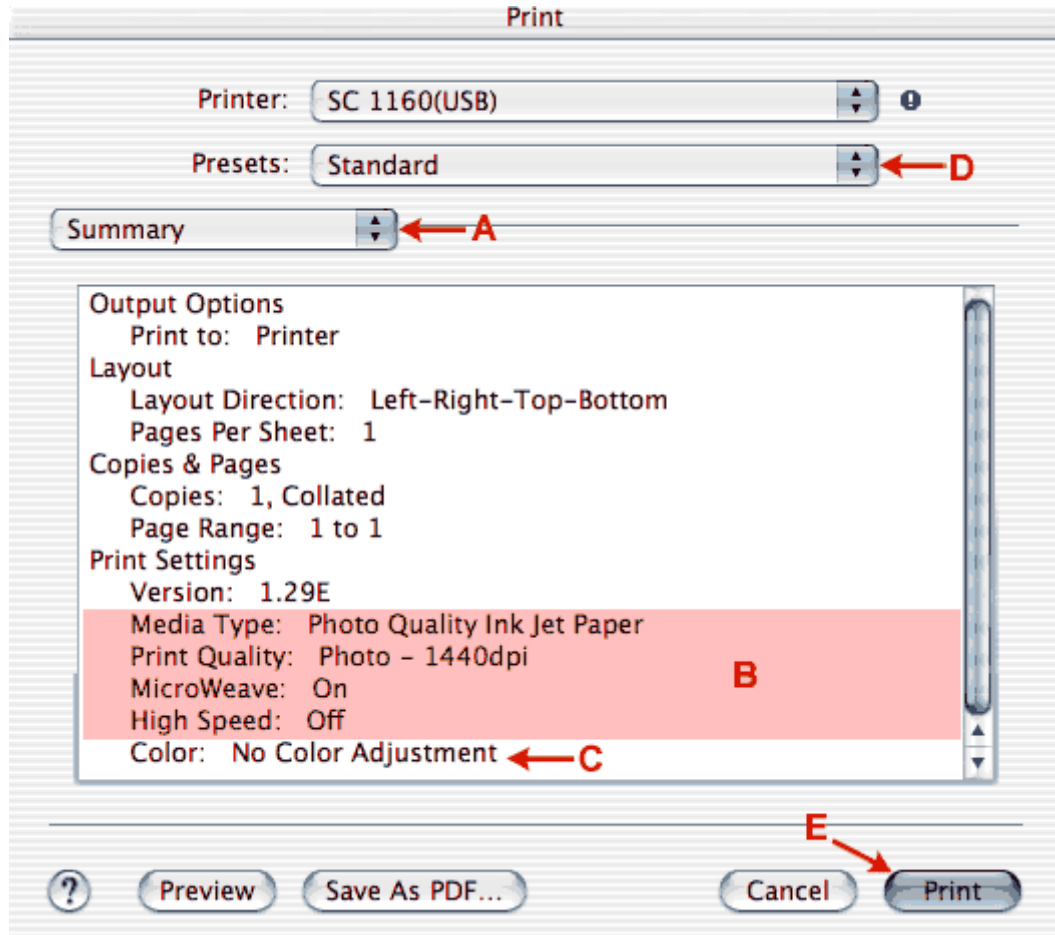 Print
Printer: SC 1160(USB)
Presets: Standard
D
Summary
A
Output Options
Print to: Printer
Layout
Layout Direction: Left-Right-Top-Bottom
Pages Per Sheet: 1
Copies & Pages
Copies: 1, Collated
Page Range: 1 to 1
Print Settings
Version: 1.29E
Media Type: Photo Quality Ink Jet Paper
Print Quality: Photo - 1440dpi
B
MicroWeave: On
High Speed: Off
Color: No Color Adjustment
C
E
? Preview Save As PDF... Cancel Print